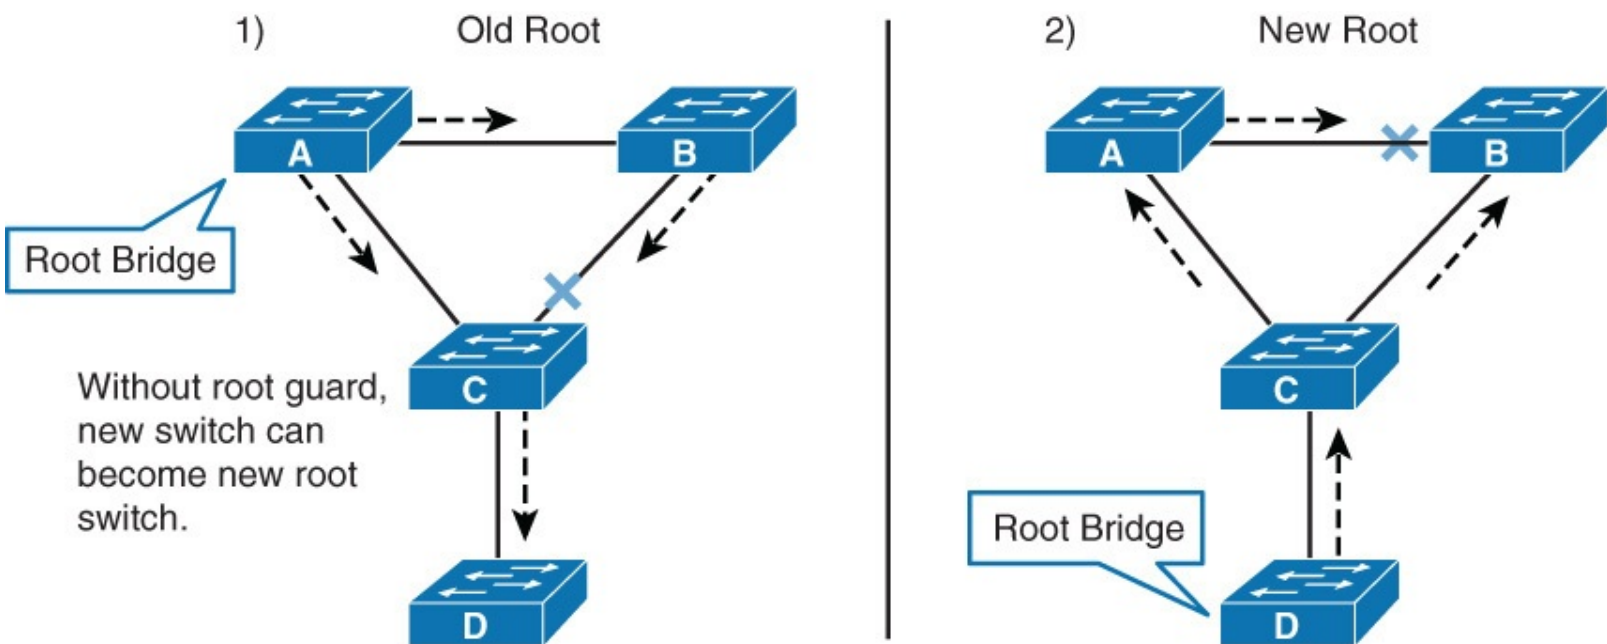 1)
Old Root
A
B
Root Bridge
C
Without root guard,
new switch can
become new root
switch.
D
2)
New Root
A
B
C
Root Bridge
D